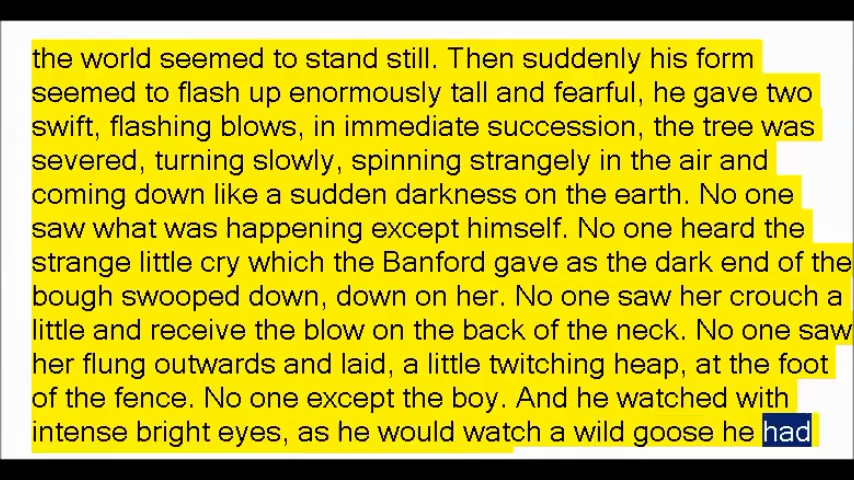 the world seemed to stand still. Then suddenly his form
seemed to flash up enormously tall and fearful, he gave two
swift, flashing blows, in immediate succession, the tree was
severed, turning slowly, spinning strangely in the air and
coming down like a sudden darkness on the earth. No one
saw what was happening except himself. No one heard the
strange little cry which the Banford gave as the dark end of the
bough swooped down, down on her. No one saw her crouch a
little and receive the blow on the back of the neck. No one saw
her flung outwards and laid, a little twitching heap, at the foot
of the fence. No one except the boy. And he watched with
intense bright eyes, as he would watch a wild goose he had